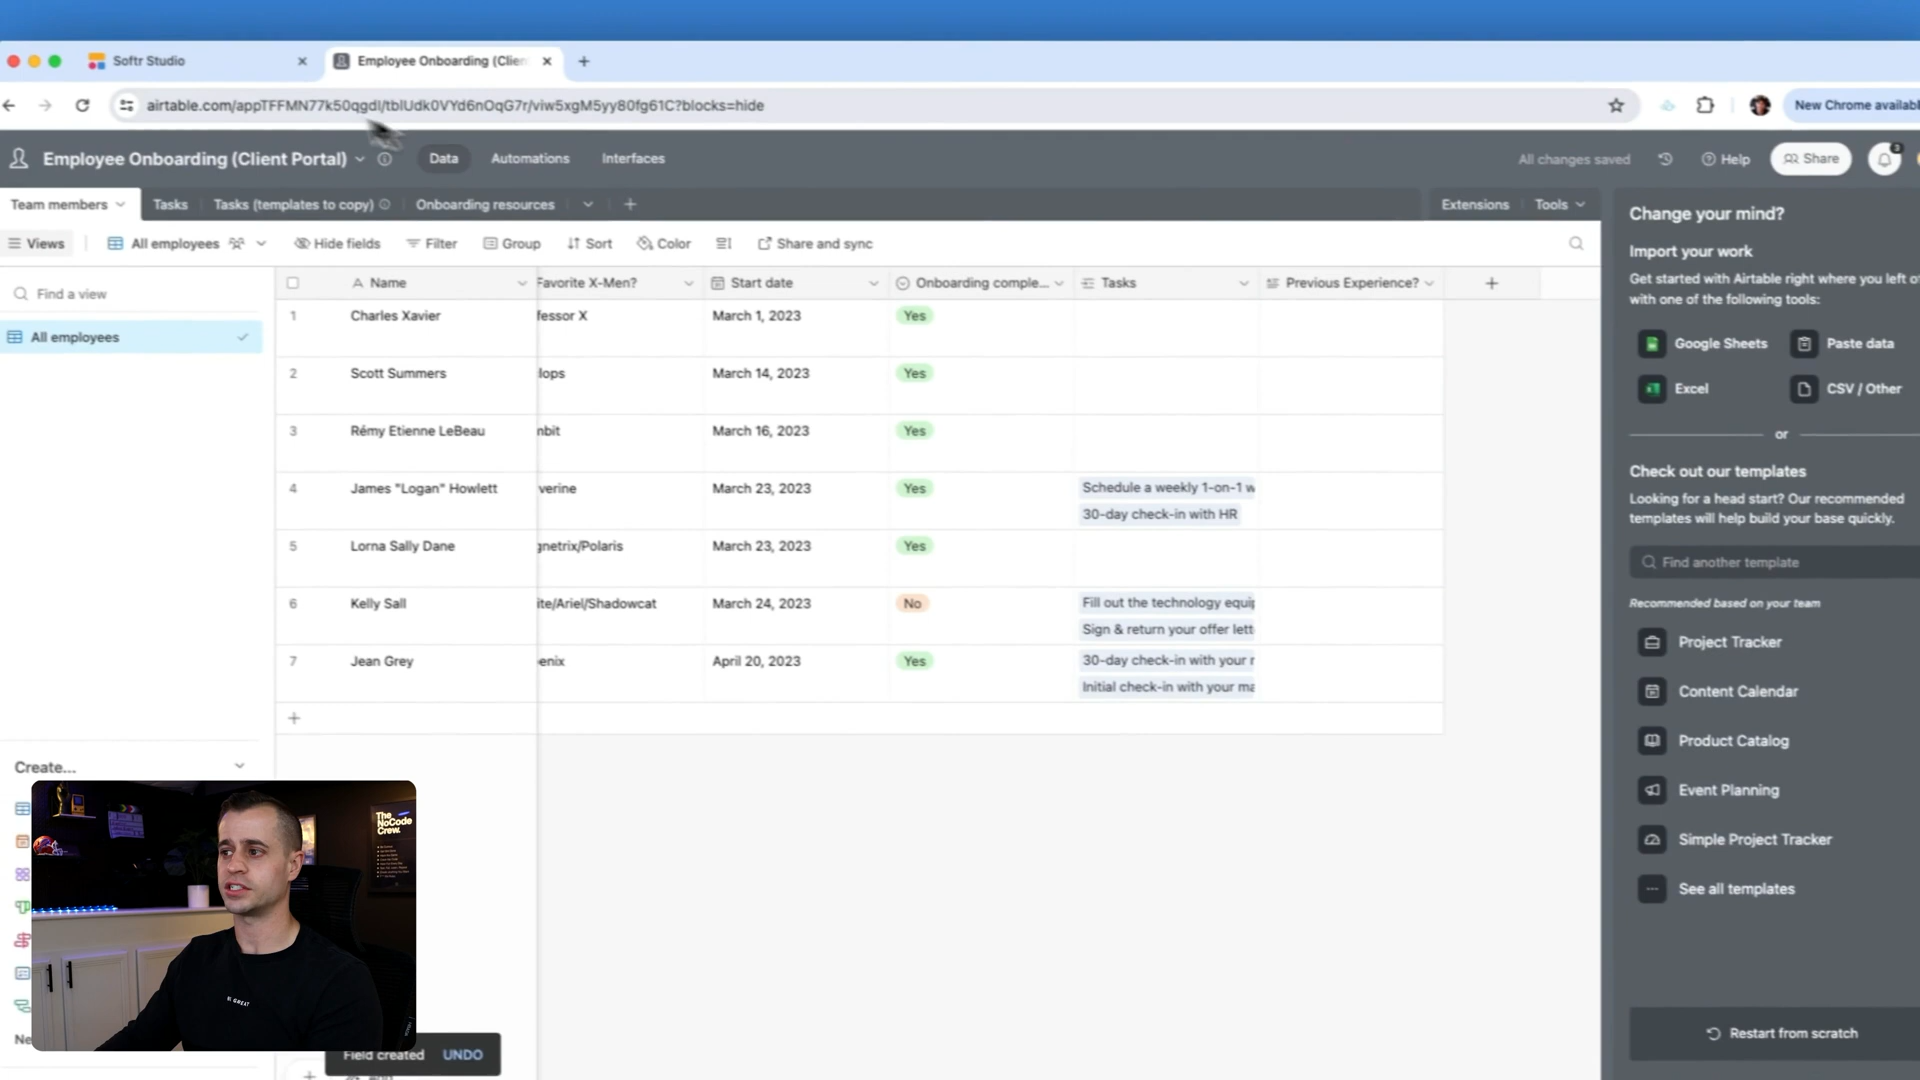 Softr Studio
Employee Onboarding (Clien
airtable.com/appTFFMN77k50qgdl/tblUdk0VYd6nOqG7r/viw5xgM5yy80fg61C?blocks=hide
New Chrome availabl
Employee Onboarding (Client Portal)
Data
Automations
Interfaces
All changes saved
Help
Share
3
Team members
Tasks
Tasks (templates to copy)
Onboarding resources
Extensions
Tools
Views
All employees
Hide fields
Filter
Group
Sort
Color
Share and sync
Find a view
All employees
Name
Favorite X-Men?
Start date
Onboarding comple...
Tasks
Previous Experience?
1
Charles Xavier
fessor X
March 1, 2023
Yes
2
Scott Summers
lops
March 14, 2023
Yes
3
Rémy Etienne LeBeau
nbit
March 16, 2023
Yes
4
James "Logan" Howlett
verine
March 23, 2023
Yes
Schedule a weekly 1-on-1 w
30-day check-in with HR
5
Lorna Sally Dane
gnetrix/Polaris
March 23, 2023
Yes
6
Kelly Sall
ite/Ariel/Shadowcat
March 24, 2023
No
Fill out the technology equip
Sign & return your offer lett
7
Jean Grey
enix
April 20, 2023
Yes
30-day check-in with your r
Initial check-in with your ma
Create...
Ne
The
NoCode
Crew.
BE GREAT
Field created
UNDO
Change your mind?
Import your work
Get started with Airtable right where you left of
with one of the following tools:
Google Sheets
Paste data
Excel
CSV / Other
or
Check out our templates
Looking for a head start? Our recommended
templates will help build your base quickly.
Find another template
Recommended based on your team
Project Tracker
Content Calendar
Product Catalog
Event Planning
Simple Project Tracker
See all templates
Restart from scratch